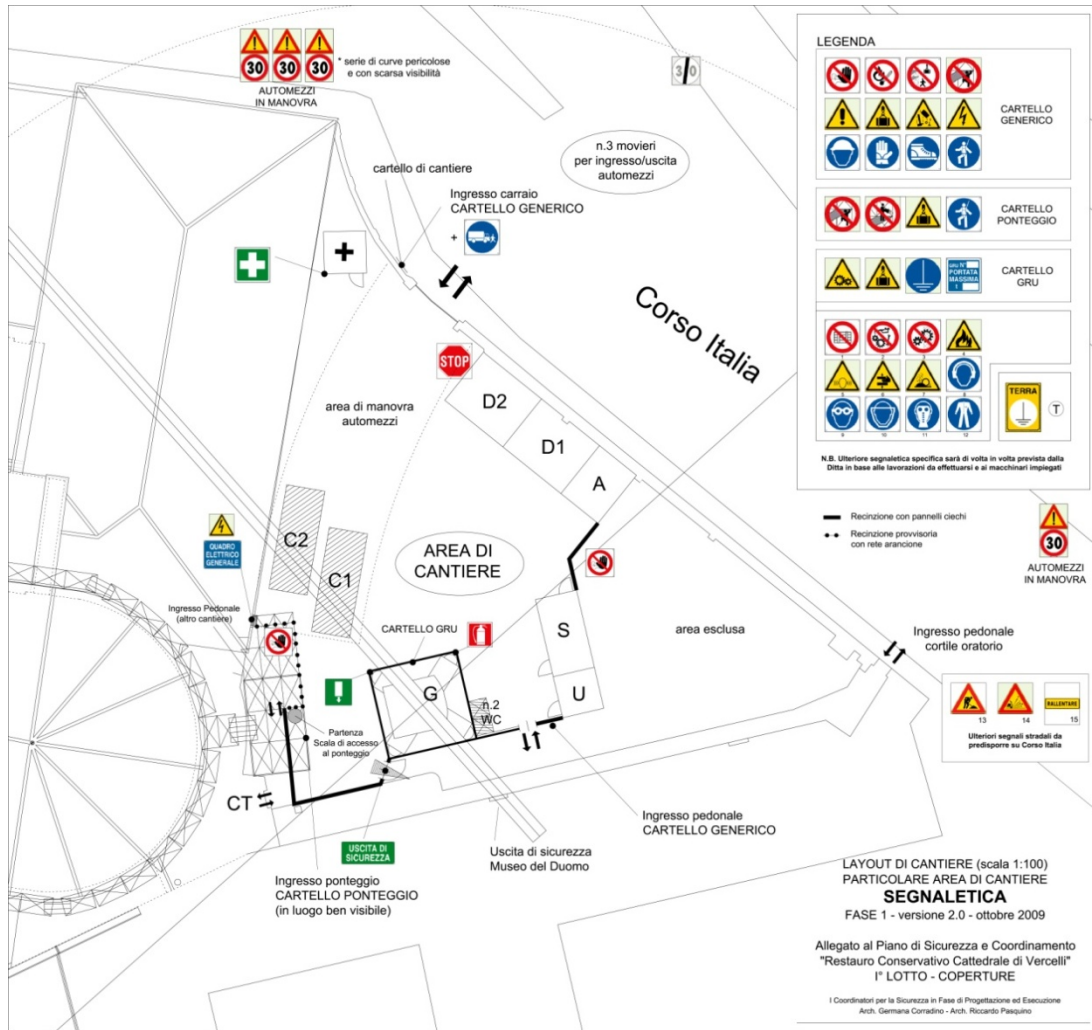 30 30 30
* serie di curve pericolose
e con scarsa visibilità
AUTOMEZZI
IN MANOVRA
30
n.3 movieri
per ingresso/uscita
automezzi
cartello di cantiere
Ingresso carraio
CARTELLO GENERICO
+
Corso Italia
STOP
area di manovra
automezzi
D2
D1
A
C2
C1
AREA DI
CANTIERE
QUADRO
ELETTRICO
GENERALE
Ingresso Pedonale
(altro cantiere)
CARTELLO GRU
S
area esclusa
U
G
n.2
WC
Partenza
Scala di accesso
al ponteggio
CT
USCITA DI
SICUREZZA
Ingresso ponteggio
CARTELLO PONTEGGIO
(in luogo ben visibile)
Uscita di sicurezza
Museo del Duomo
Ingresso pedonale
CARTELLO GENERICO
Ingresso pedonale
cortile oratorio
LEGENDA
CARTELLO
GENERICO
CARTELLO
PONTEGGIO
GRU N°
PORTATA
MASSIMA
CARTELLO
GRU
9 10 11 12
TERRA
T
N.B. Ulteriore segnaletica specifica sarà di volta in volta prevista dalla
Ditta in base alle lavorazioni da effettuarsi e ai macchinari impiegati
Recinzione con pannelli ciechi
Recinzione provvisoria
con rete arancione
30
AUTOMEZZI
IN MANOVRA
RALLENTARE
13 14 15
Ulteriori segnali stradali da
predisporre su Corso Italia
LAYOUT DI CANTIERE (scala 1:100)
PARTICOLARE AREA DI CANTIERE
SEGNALETICA
FASE 1 - versione 2.0 - ottobre 2009
Allegato al Piano di Sicurezza e Coordinamento
"Restauro Conservativo Cattedrale di Vercelli"
I° LOTTO - COPERTURE
I Coordinatori per la Sicurezza in Fase di Progettazione ed Esecuzione
Arch. Germana Corradino - Arch. Riccardo Pasquino